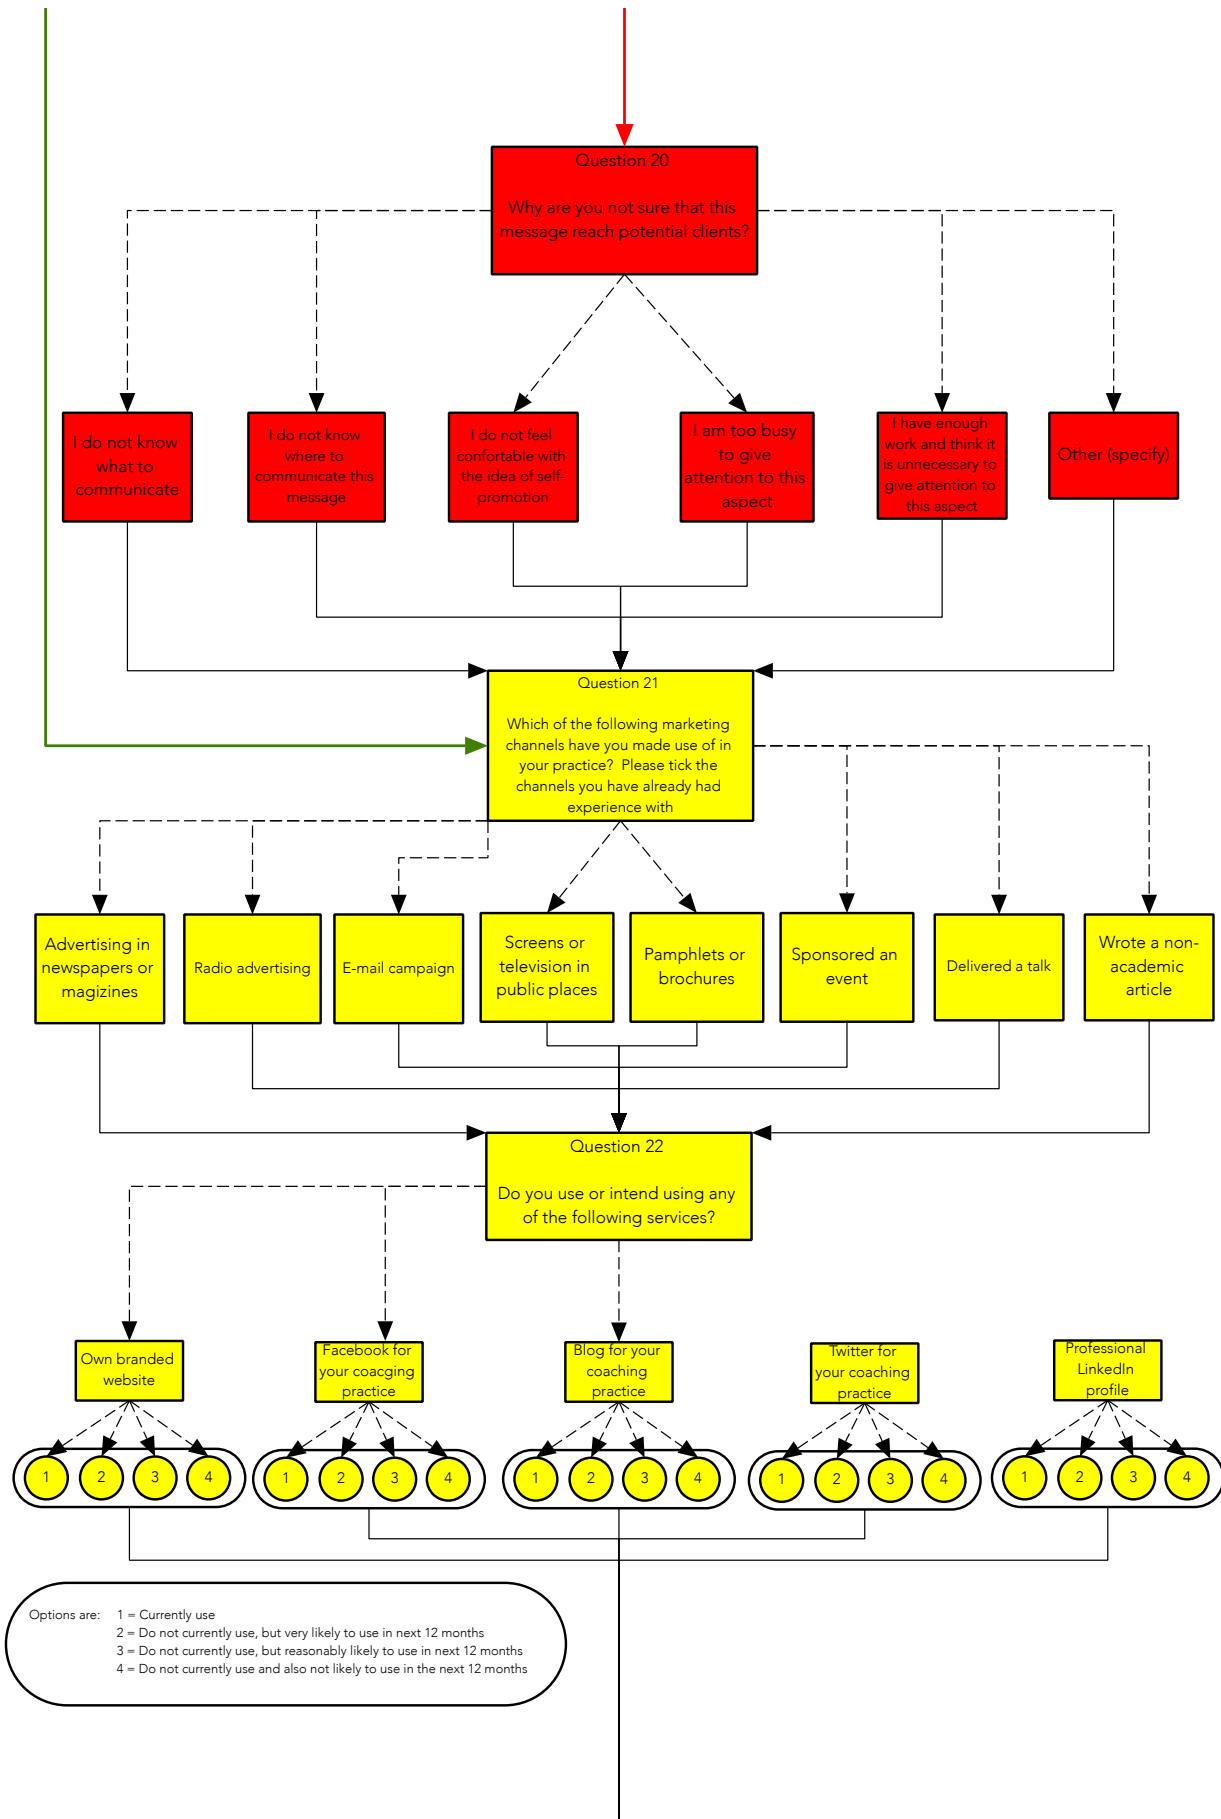 Question 20
Why are you not sure that this
message reach potential clients?
I do not know
what to
communicate
I do not know
where to
communicate this
message
I do not feel
confortable with
the idea of self-
promotion
I am too busy
to give
attention to this
aspect
I have enough
work and think it
is unnecessary to
give attention to
this aspect
Other (specify)
Question 21
Which of the following marketing
channels have you made use of in
your practice? Please tick the
channels you have already had
experience with
Advertising in
newspapers or
magizines
Radio advertising
E-mail campaign
Screens or
television in
public places
Pamphlets or
brochures
Sponsored an
event
Delivered a talk
Wrote a non-
academic
article
Question 22
Do you use or intend using any
of the following services?
Own branded
website
Facebook for
your coacging
practice
Blog for your
coaching
practice
Twitter for
your coaching
practice
Professional
LinkedIn
profile
1 2 3 4
1 2 3 4
1 2 3 4
1 2 3 4
1 2 3 4
Options are: 1 = Currently use
2 = Do not currently use, but very likely to use in next 12 months
3 = Do not currently use, but reasonably likely to use in next 12 months
4 = Do not currently use and also not likely to use in the next 12 months